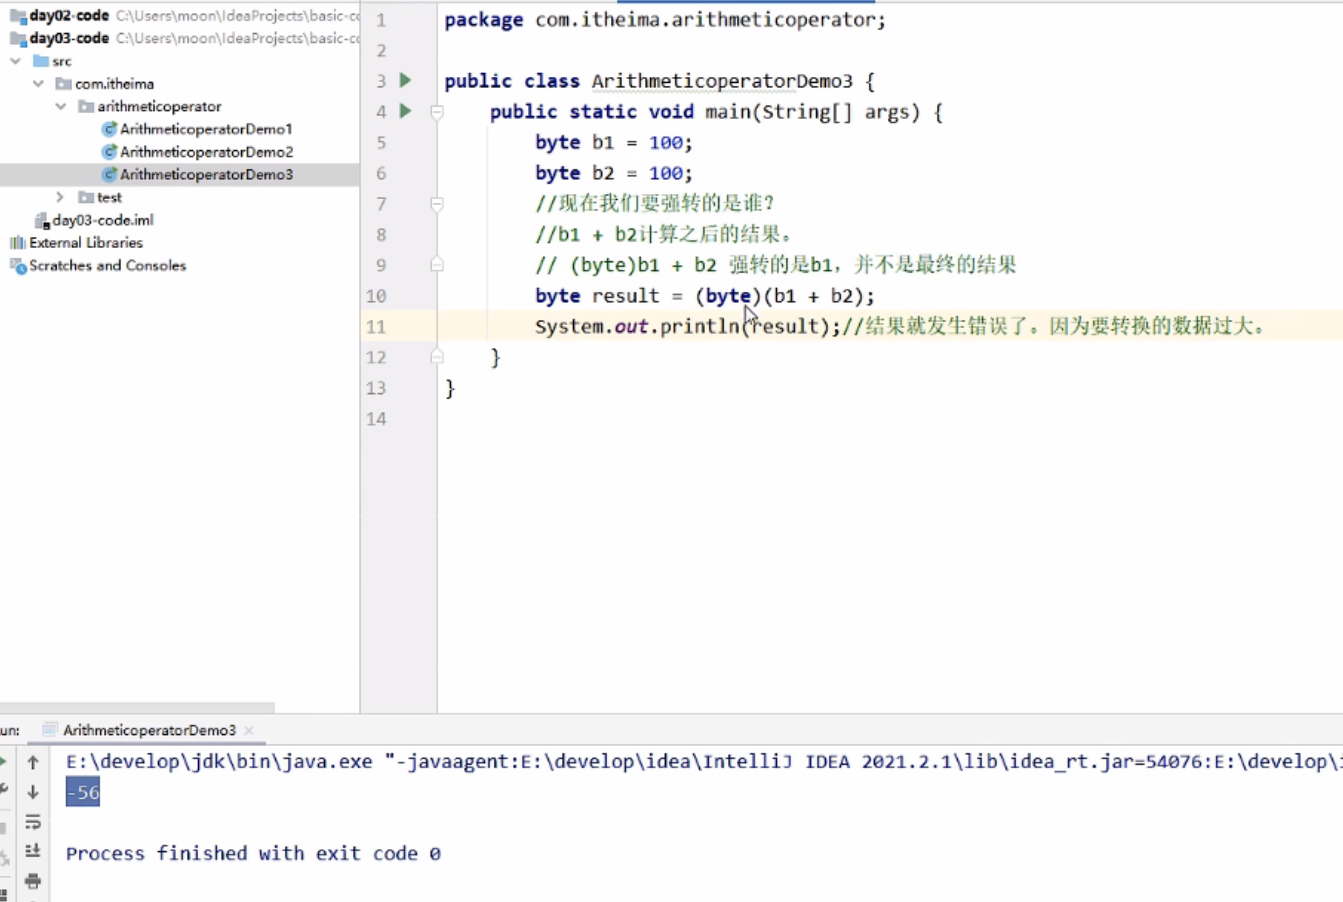 day02-code C:\Users\moon\IdeaProjects\basic-co
day03-code C:\Users\moon\IdeaProjects\basic-co
src
com.itheima
arithmeticoperator
ArithmeticoperatorDemo1
ArithmeticoperatorDemo2
ArithmeticoperatorDemo3
test
day03-code.iml
External Libraries
Scratches and Consoles
1 package com.itheima.arithmeticoperator;
2
3 public class ArithmeticoperatorDemo3 {
4 public static void main(String[] args) {
5 byte b1 = 100;
6 byte b2 = 100;
7 //现在我们要强转的是谁?
8 //b1 + b2计算之后的结果。
9 // (byte)b1 + b2 强转的是b1，并不是最终的结果
10 byte result = (byte)(b1 + b2);
11 System.out.println(result);//结果就发生错误了。因为要转换的数据过大。
12 }
13 }
14
un: ArithmeticoperatorDemo3
E:\develop\jdk\bin\java.exe "-javaagent:E:\develop\idea\IntelliJ IDEA 2021.2.1\lib\idea_rt.jar=54076:E:\develop\i
-56
Process finished with exit code 0